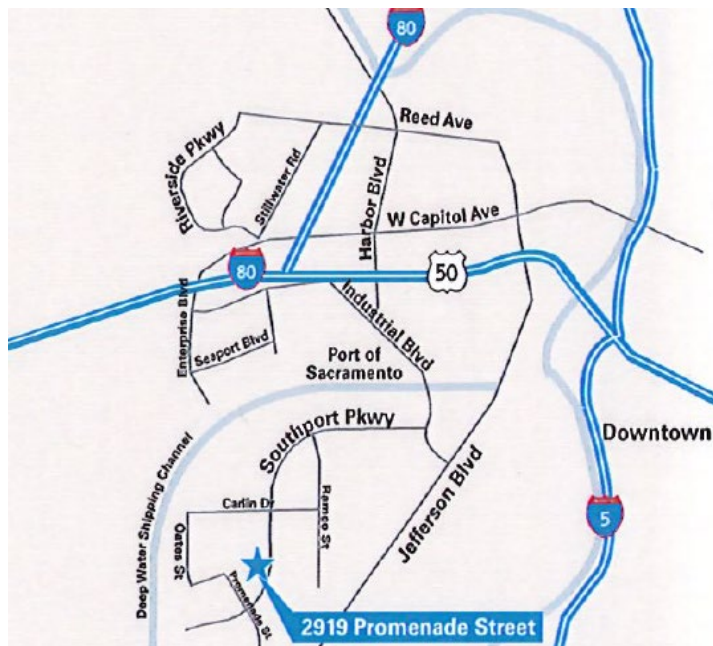 80
Reed Ave
Riverside Pkwy
Stillwater Rd
Harbor Blvd
W Capitol Ave
80
50
Enterprise Blvd
Industrial Blvd
Seaport Blvd
Port of
Sacramento
Southport Pkwy
Downtown
Deep Water Shipping Channel
Jefferson Blvd
Carlin Dr
Ramco St
Oates St
5
Promenade St
2919 Promenade Street